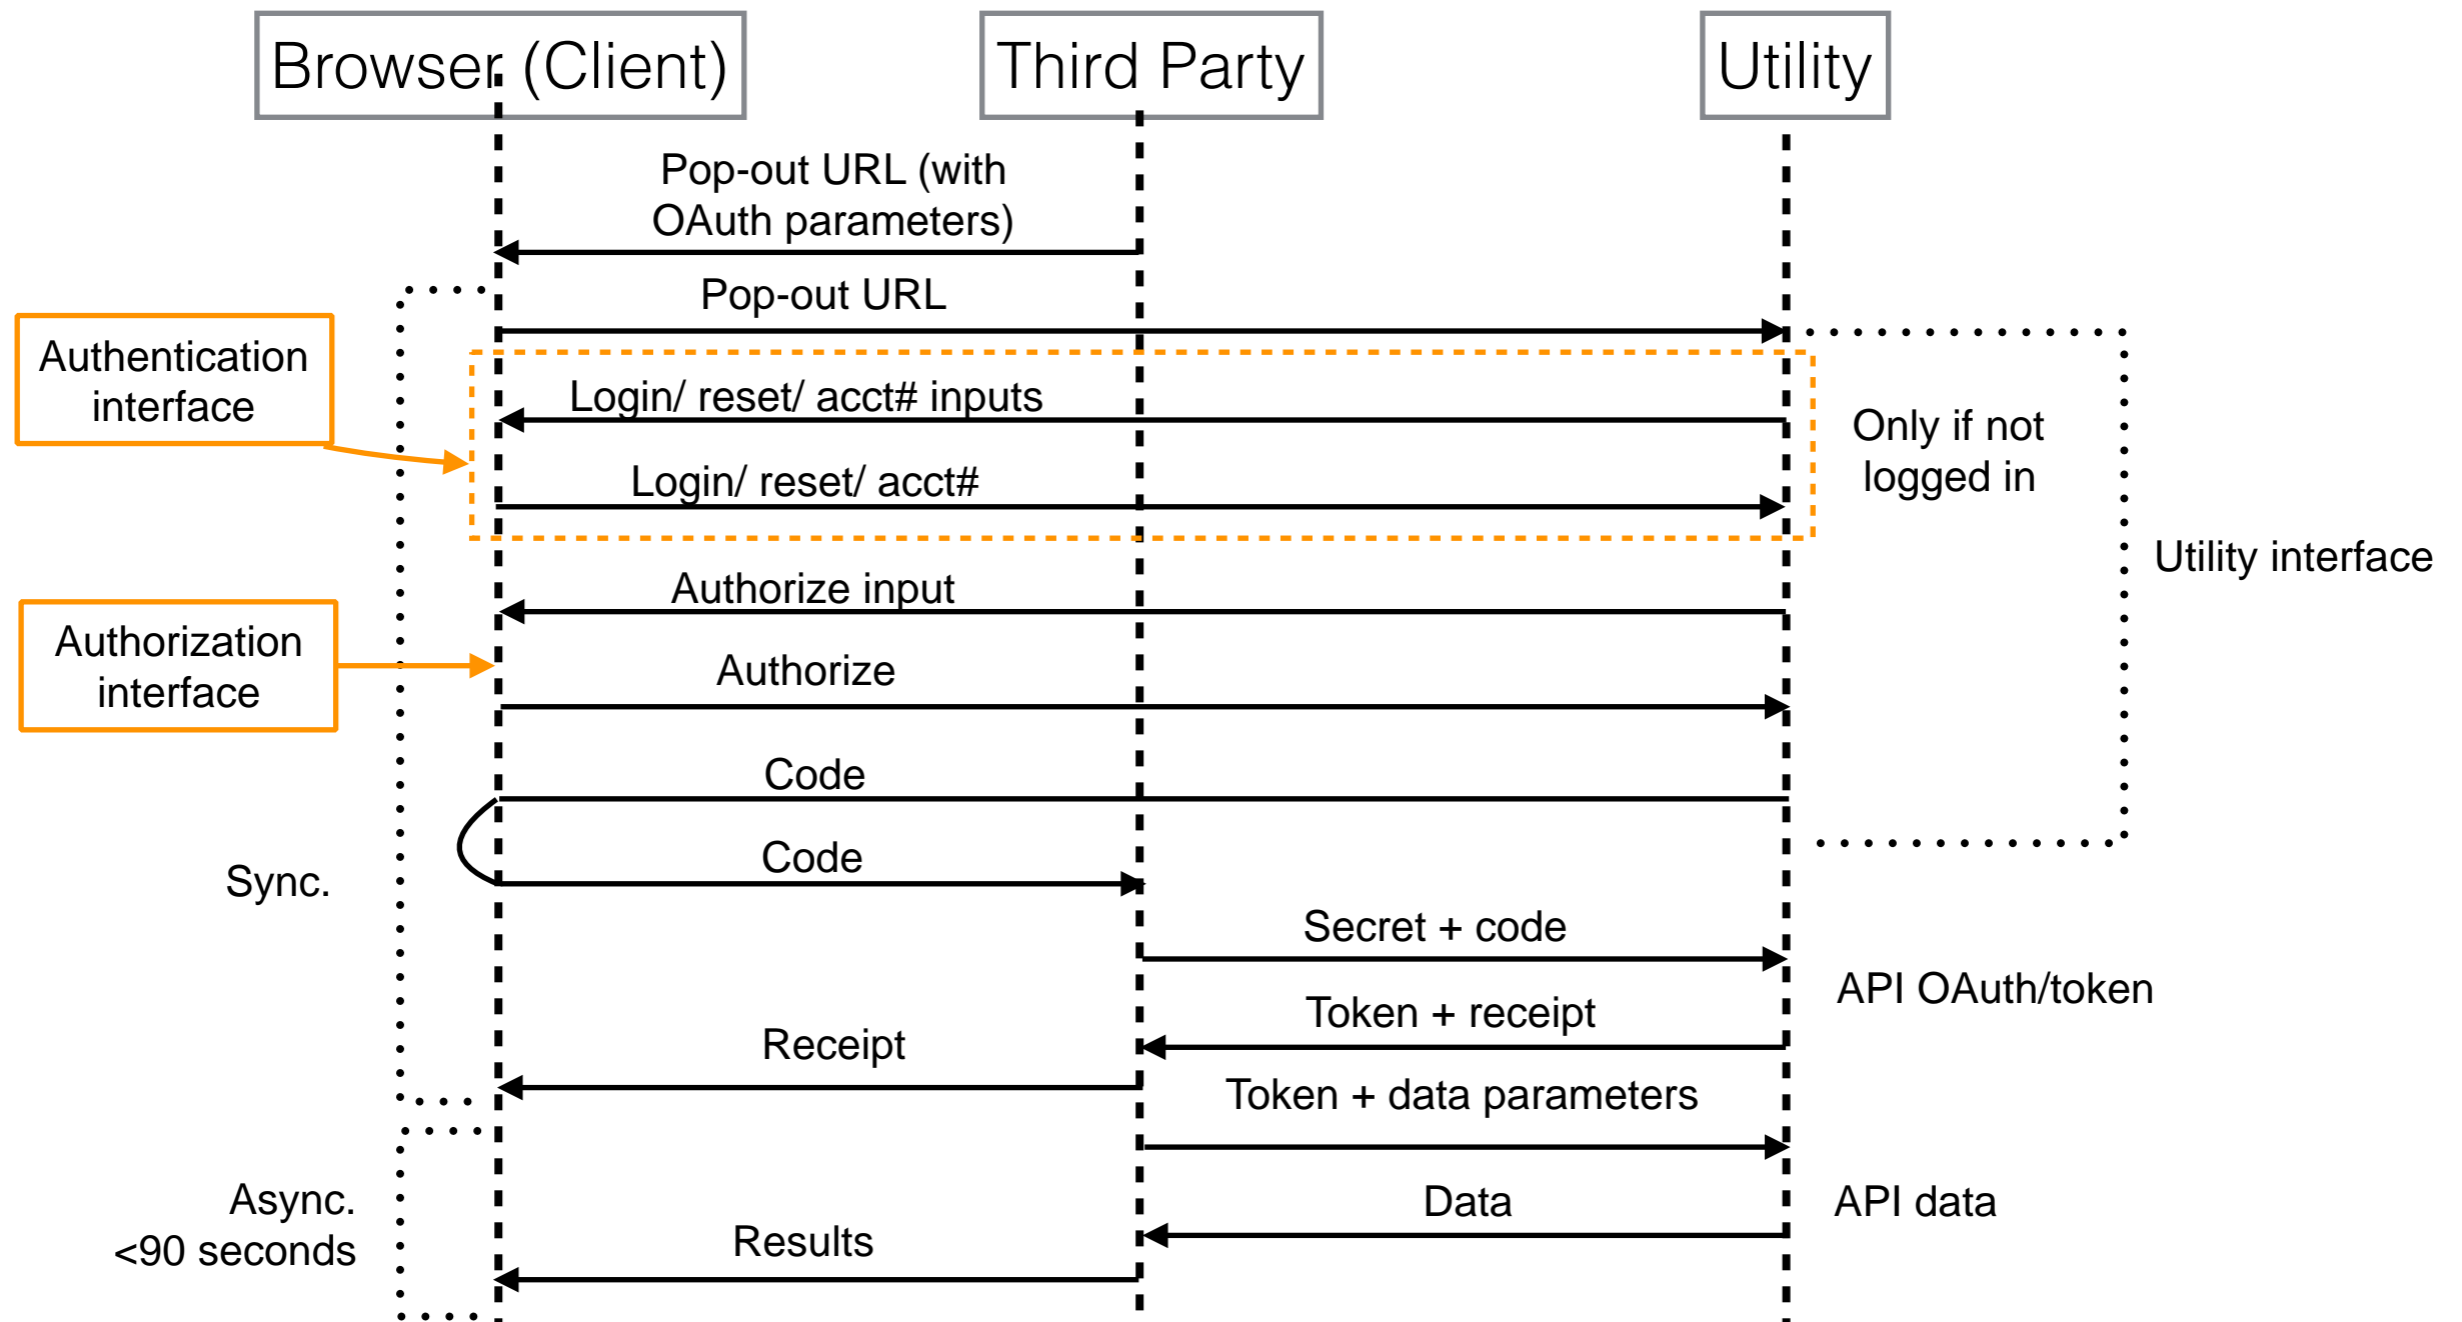 Browser (Client)
Third Party
Utility
Pop-out URL (with
OAuth parameters)
Pop-out URL
Authentication
interface
Login/ reset/ acct# inputs
Only if not
logged in
Login/ reset/ acct#
Utility interface
Authorize input
Authorization
interface
Authorize
Code
Code
Sync.
Secret + code
API OAuth/token
Token + receipt
Receipt
Token + data parameters
Async.
<90 seconds
Data
API data
Results